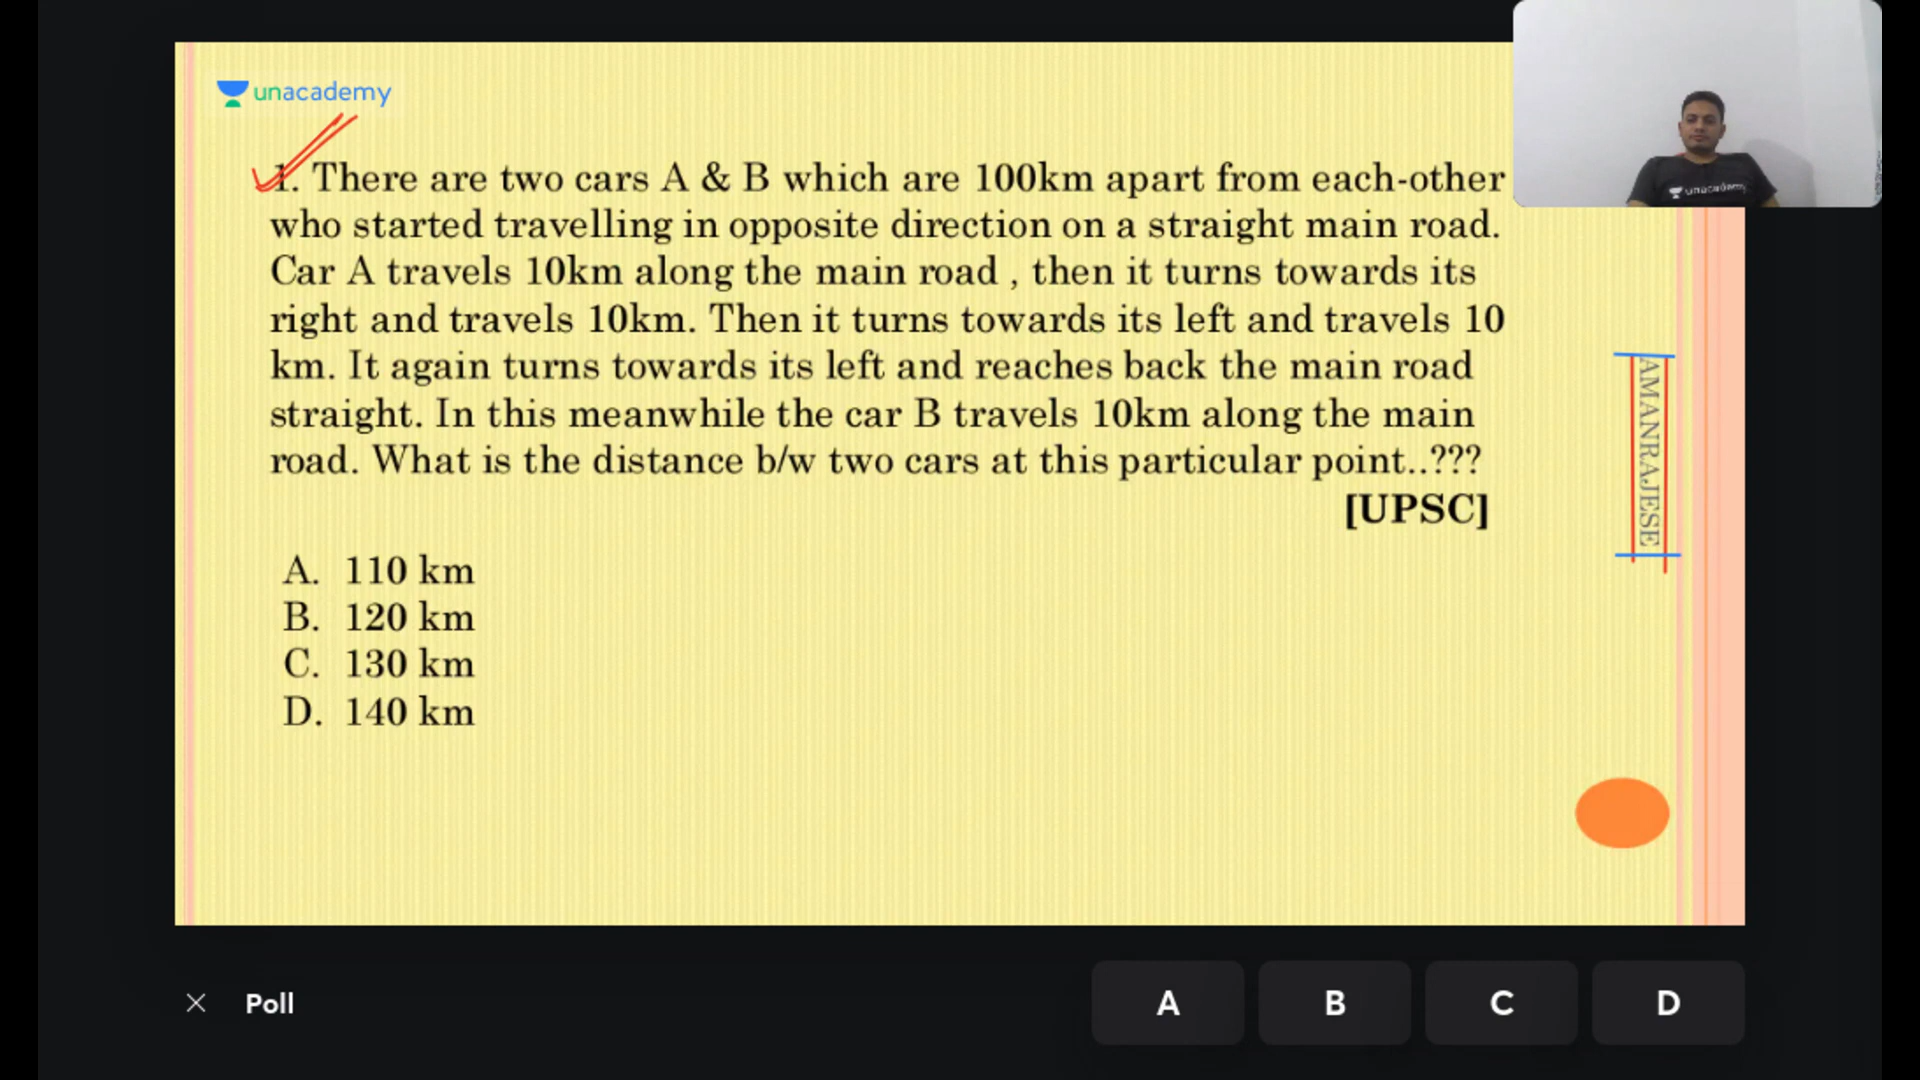 unacademy
1. There are two cars A & B which are 100km apart from each-other
who started travelling in opposite direction on a straight main road.
Car A travels 10km along the main road , then it turns towards its
right and travels 10km. Then it turns towards its left and travels 10
km. It again turns towards its left and reaches back the main road
straight. In this meanwhile the car B travels 10km along the main
road. What is the distance b/w two cars at this particular point..???
[UPSC]
A. 110 km
B. 120 km
C. 130 km
D. 140 km
AMANRAJESE
unacademy
Poll
A
B
C
D